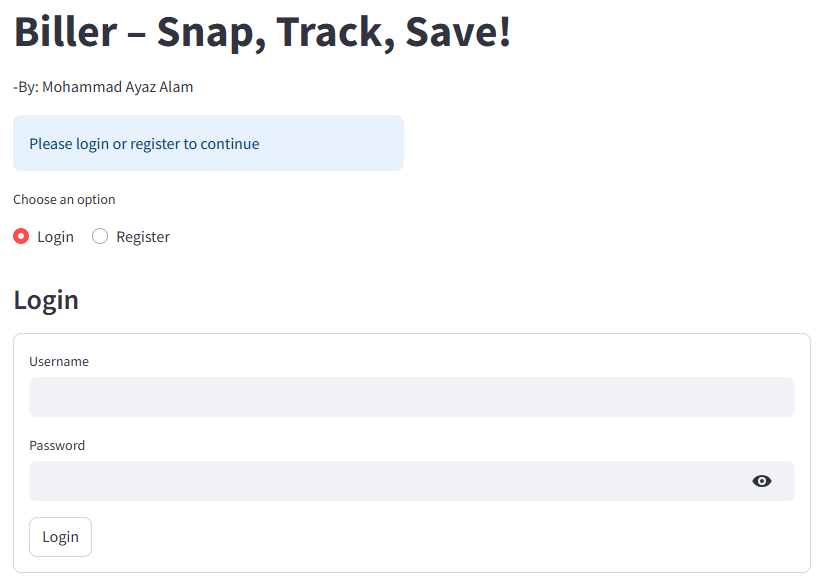 Biller – Snap, Track, Save!
-By: Mohammad Ayaz Alam
Please login or register to continue
Choose an option
Login Register
Login
Username
Password
Login